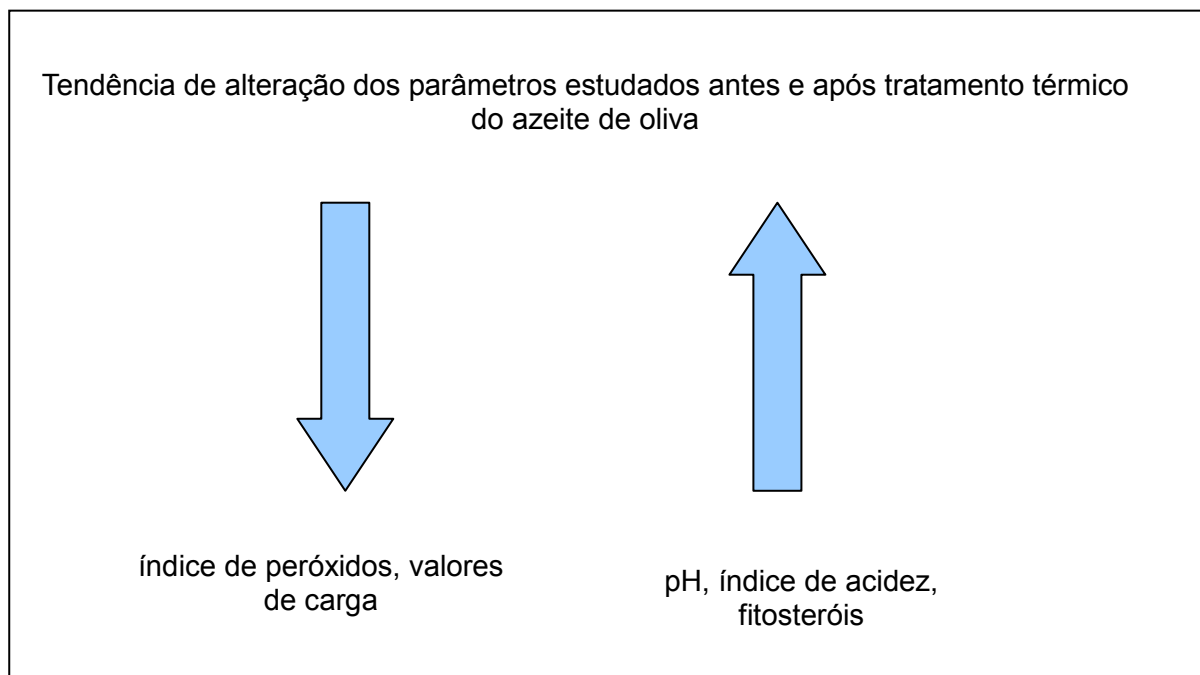 Tendência de alteração dos parâmetros estudados antes e após tratamento térmico
do azeite de oliva
índice de peróxidos, valores
de carga
pH, índice de acidez,
fitosteróis